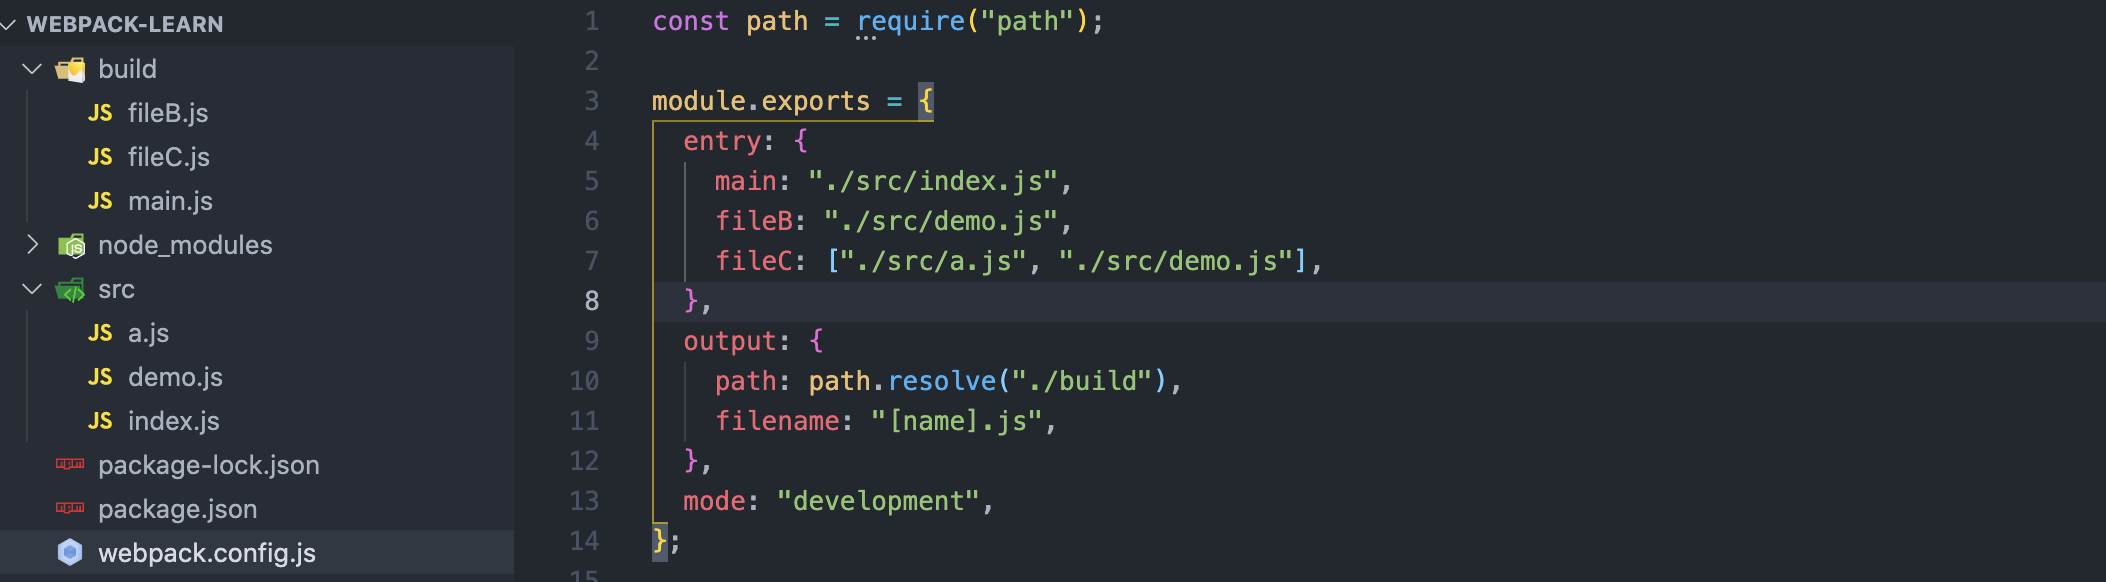 WEBPACK-LEARN
build
JS fileB.js
JS fileC.js
JS main.js
node_modules
src
JS a.js
JS demo.js
JS index.js
package-lock.json
package.json
webpack.config.js
1 const path = require("path");
2
3 module.exports = {
4 entry: {
5 main: "./src/index.js",
6 fileB: "./src/demo.js",
7 fileC: ["./src/a.js", "./src/demo.js"],
8 },
9 output: {
10 path: path.resolve("./build"),
11 filename: "[name].js",
12 },
13 mode: "development",
14 };
15